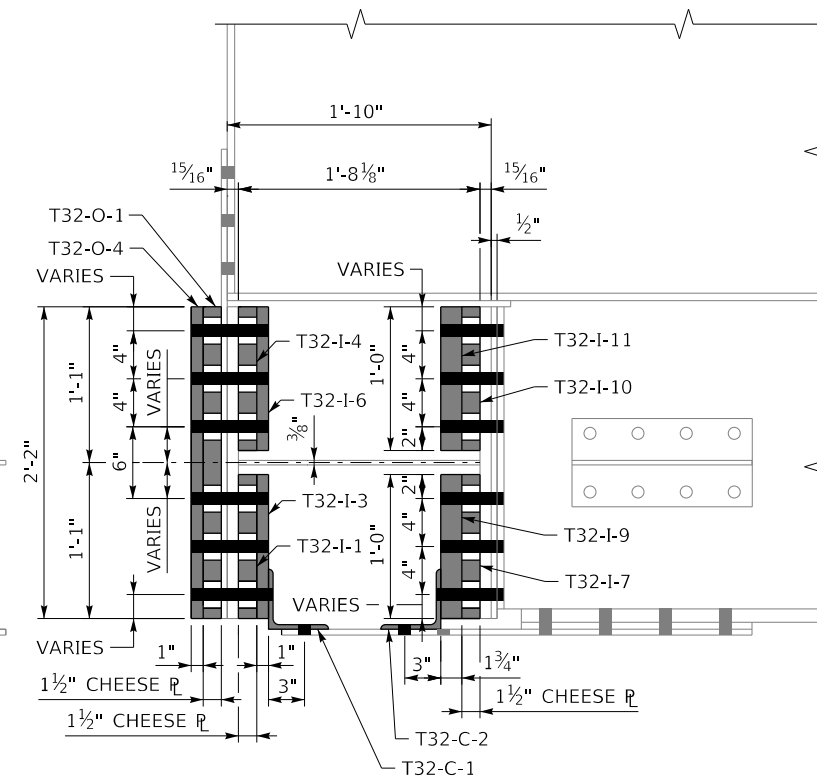 1'-10"
15/16"
1'-8 1/8"
15/16"
T32-O-1
1/2"
T32-O-4
VARIES
VARIES
T32-I-4
T32-I-11
4"
1'-0"
4"
1'-1"
VARIES
T32-I-10
T32-I-6
4"
4"
3/8"
2"
2'-2"
6"
2"
T32-I-3
1'-1"
VARIES
4"
T32-I-9
1'-0"
T32-I-1
4"
T32-I-7
VARIES
VARIES
1"
1"
3"
1 3/4"
1 1/2" CHEESE PL
3"
1 1/2" CHEESE PL
1 1/2" CHEESE PL
T32-C-2
T32-C-1